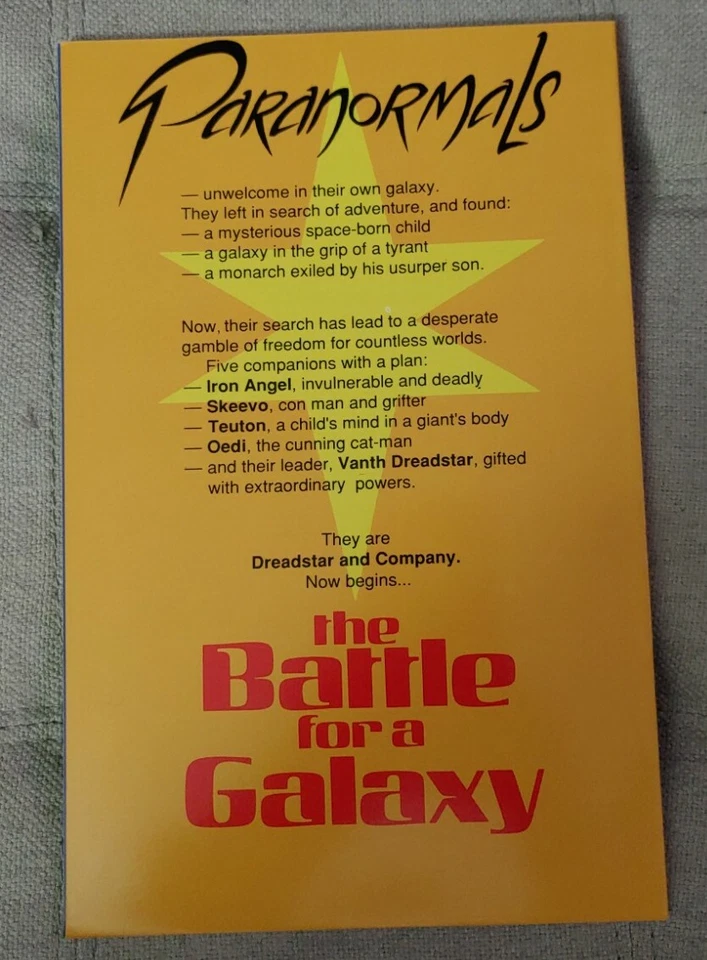 Paranormals
— unwelcome in their own galaxy.
They left in search of adventure, and found:
— a mysterious space-born child
— a galaxy in the grip of a tyrant
— a monarch exiled by his usurper son.
Now, their search has lead to a desperate
gamble of freedom for countless worlds.
Five companions with a plan:
— Iron Angel, invulnerable and deadly
— Skeevo, con man and grifter
— Teuton, a child's mind in a giant's body
— Oedi, the cunning cat-man
— and their leader, Vanth Dreadstar, gifted
with extraordinary powers.
They are
Dreadstar and Company.
Now begins...
the
Battle
for a
Galaxy